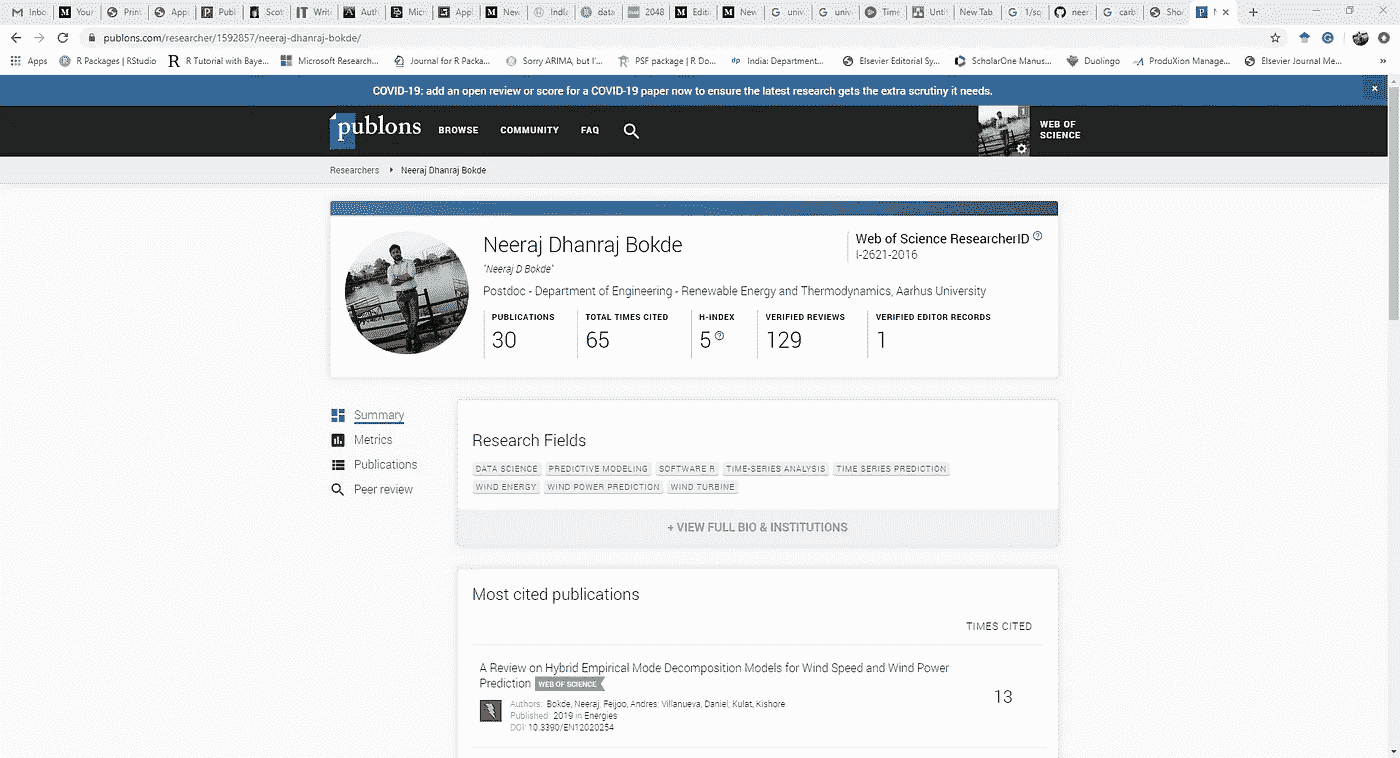 Inbo Your Print App Publ Scot Writ Auth Micr Appl New India data 2048 Editi New univ univ Time Unti New Tab 1/sq neer carb Sho
publons.com/researcher/1592857/neeraj-dhanraj-bokde/
Apps R Packages | RStudio R Tutorial with Baye... Microsoft Research... Journal for R Packa... Sorry ARIMA, but I'... PSF package | R Do... India: Department... Elsevier Editorial Sy... ScholarOne Manus... Duolingo ProduXion Manage... Elsevier Journal Me... »
COVID-19: add an open review or score for a COVID-19 paper now to ensure the latest research gets the extra scrutiny it needs.
publons BROWSE COMMUNITY FAQ 1 WEB OF
SCIENCE
Researchers Neeraj Dhanraj Bokde
Neeraj Dhanraj Bokde
"Neeraj D Bokde"
Web of Science ResearcherID
I-2621-2016
Postdoc - Department of Engineering - Renewable Energy and Thermodynamics, Aarhus University
PUBLICATIONS TOTAL TIMES CITED H-INDEX VERIFIED REVIEWS VERIFIED EDITOR RECORDS
30 65 5 129 1
Summary
Metrics
Publications
Peer review
Research Fields
DATA SCIENCE PREDICTIVE MODELING SOFTWARE R TIME-SERIES ANALYSIS TIME SERIES PREDICTION
WIND ENERGY WIND POWER PREDICTION WIND TURBINE
+ VIEW FULL BIO & INSTITUTIONS
Most cited publications
TIMES CITED
A Review on Hybrid Empirical Mode Decomposition Models for Wind Speed and Wind Power
Prediction WEB OF SCIENCE
13
Authors: Bokde, Neeraj; Feijoo, Andres; Villanueva, Daniel; Kulat, Kishore
Published: 2019 in Energies
DOI: 10.3390/EN12020254